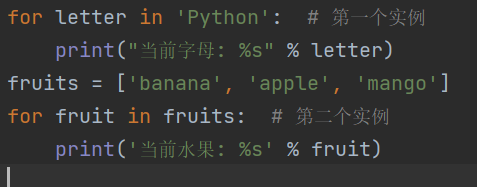 for letter in 'Python':  # 第一个实例
    print("当前字母: %s" % letter)
fruits = ['banana', 'apple', 'mango']
for fruit in fruits:  # 第二个实例
    print('当前水果: %s' % fruit)